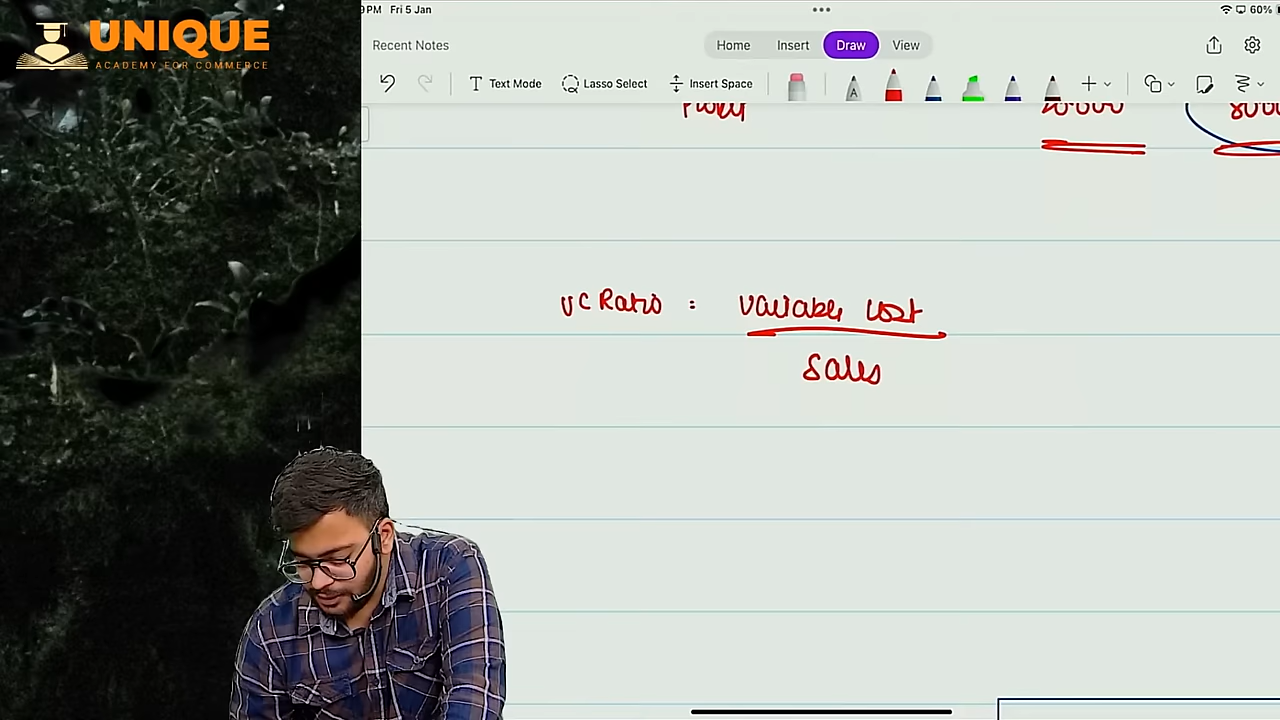 UNIQUE
ACADEMY FOR COMMERCE
PM Fri 5 Jan
60%
Recent Notes
Home Insert Draw View
Text Mode Lasso Select Insert Space
VC Ratio = Variable Cost
Sales